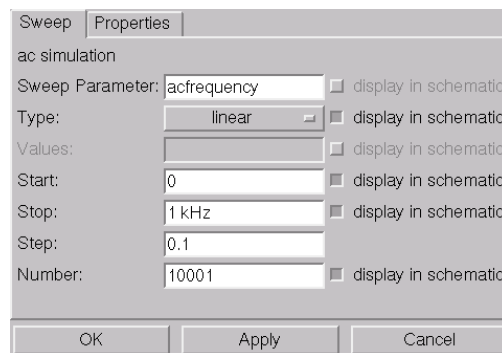 Sweep Properties
ac simulation
Sweep Parameter: acfrequency display in schematic
Type: linear display in schematic
Values: display in schematic
Start: 0 display in schematic
Stop: 1 kHz display in schematic
Step: 0.1
Number: 10001 display in schematic
OK Apply Cancel